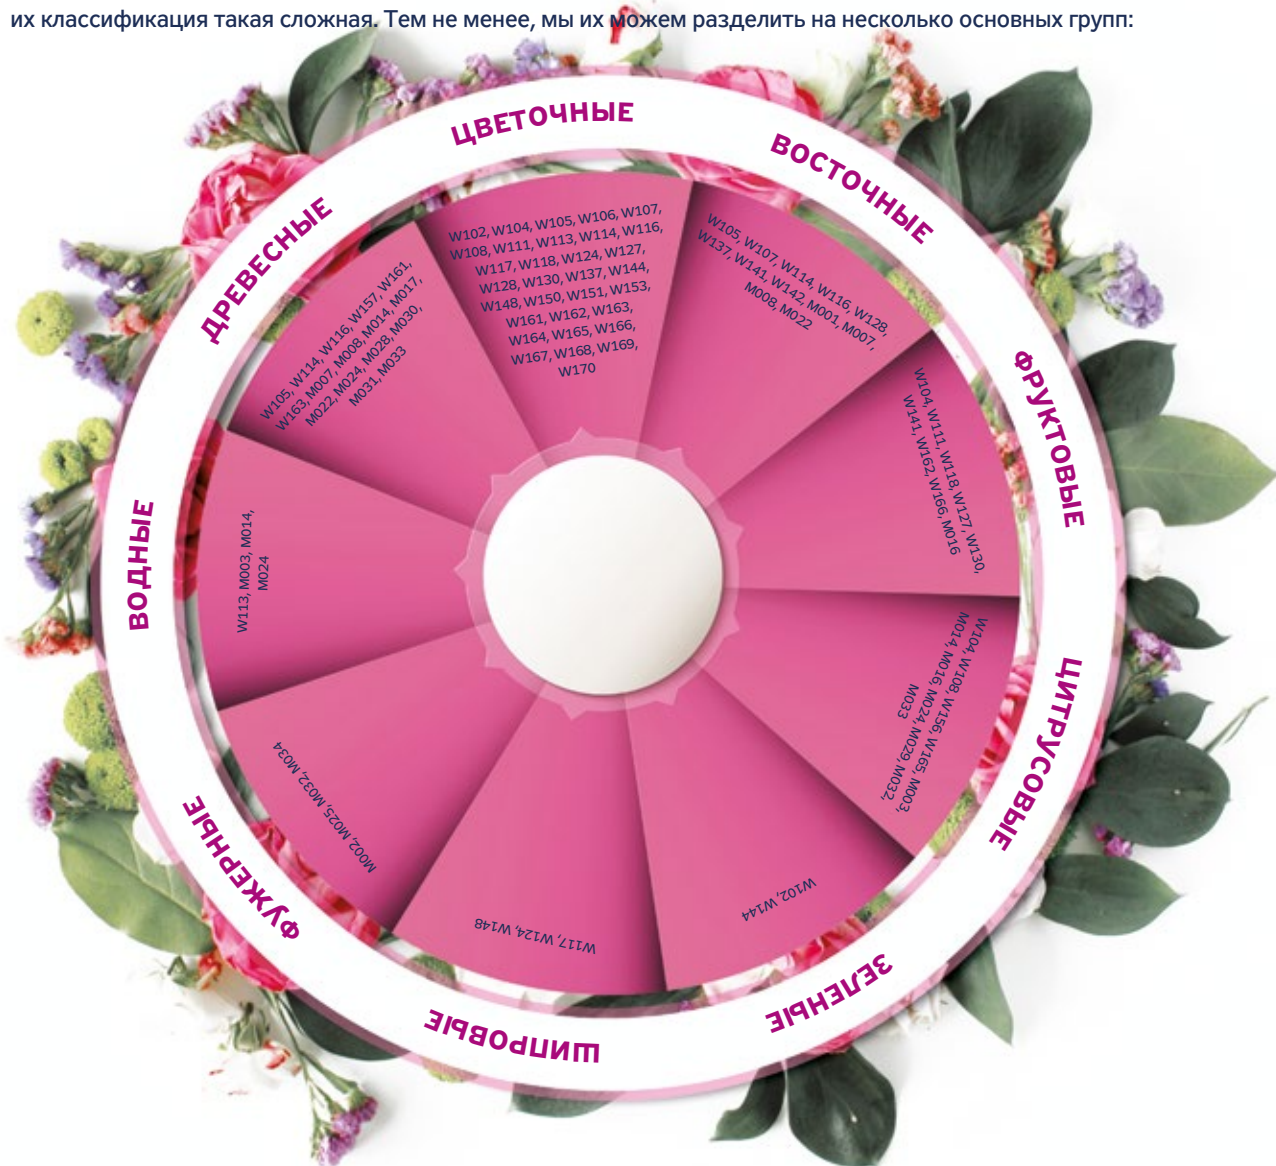 их классификация такая сложная. Тем не менее, мы их можем разделить на несколько основных групп:
ЦВЕТОЧНЫЕ
W102, W104, W105, W106, W107,
W108, W111, W113, W114, W116,
W117, W118, W124, W127,
W128, W130, W137, W144,
W148, W150, W151, W153,
W161, W162, W163,
W164, W165, W166,
W167, W168, W169,
W170
ВОСТОЧНЫЕ
W105, W107, W114, W116, W128,
W137, W141, W142, M001, M007,
M008, M022
ФРУКТОВЫЕ
W104, W111, W118, W127, W130,
W141, W162, W166, M016
ЦИТРУСОВЫЕ
W104, W108, W156, W165, M003,
M014, M016, M024, M029, M032,
M033
ЗЕЛЕНЫЕ
W102, W144
ШИПРОВЫЕ
W117, W124, W148
ФУЖЕРНЫЕ
M002, M025, M032, M034
ВОДНЫЕ
W113, M003, M014,
M024
ДРЕВЕСНЫЕ
W105, W114, W116, W157, W161,
W163, M007, M008, M014, M017,
M022, M024, M028, M030,
M031, M033